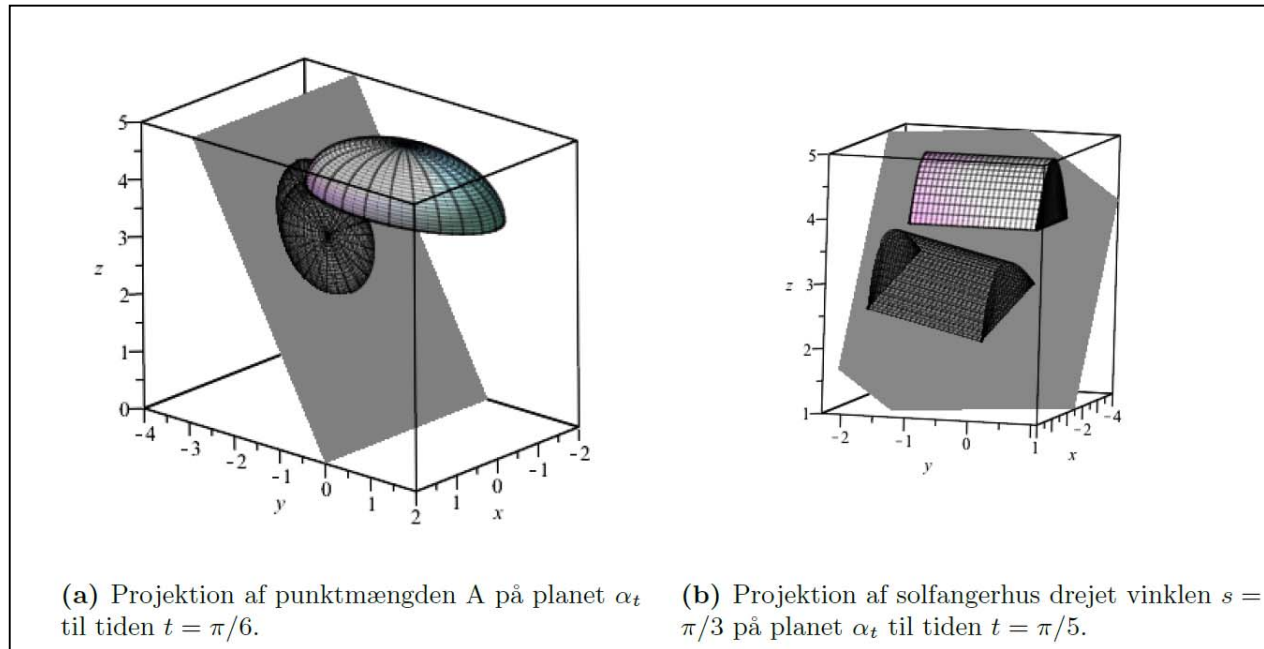 5
4
3
z
2
1
0
-4
-3
-2
-1
0
1
2
y
1
0
-1
-2
x
5
4
z 3
2
1
-2
-1
0
1
y
-2
-4
x
(a) Projektion af punktmængden A på planet αₜ
til tiden t = π/6.
(b) Projektion af solfangerhus drejet vinklen s =
π/3 på planet αₜ til tiden t = π/5.